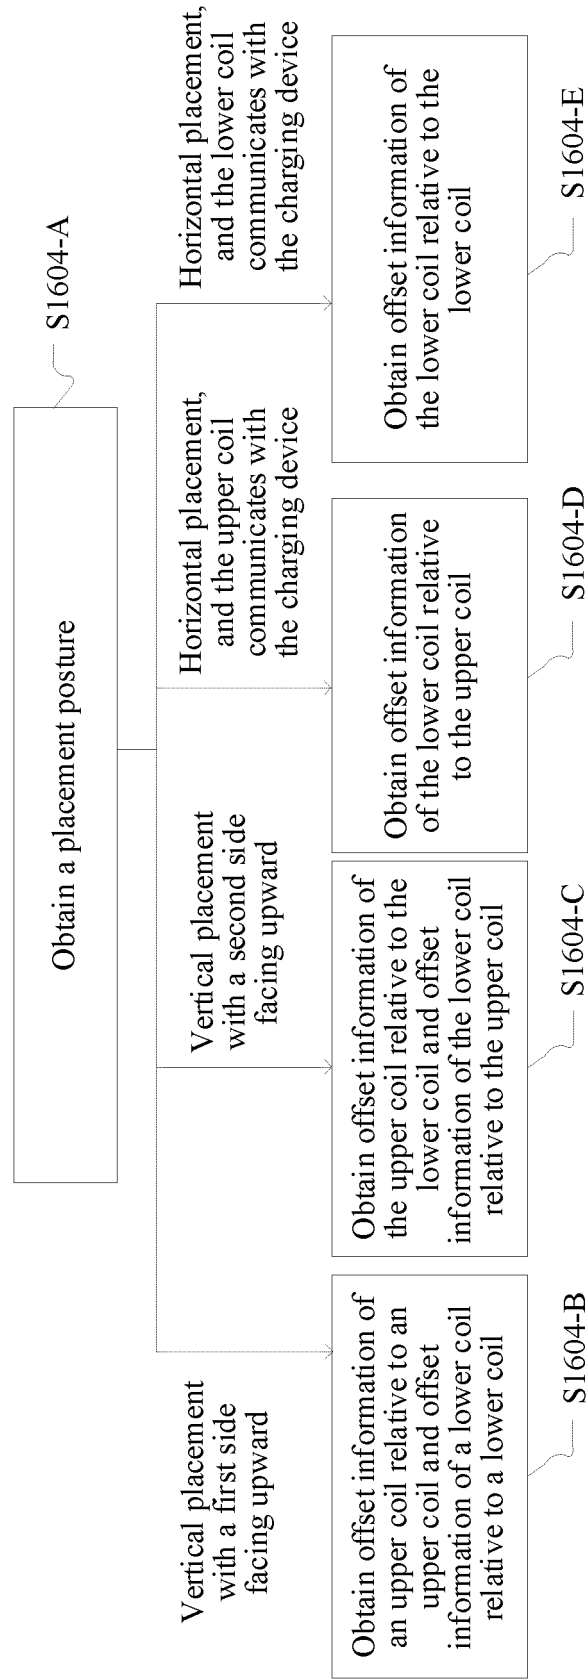 Obtain a placement posture
S1604-A
Vertical placement
with a first side
facing upward
Vertical placement
with a second side
facing upward
Horizontal placement,
and the upper coil
communicates with
the charging device
Horizontal placement,
and the lower coil
communicates with
the charging device
Obtain offset information of
an upper coil relative to an
upper coil and offset
information of a lower coil
relative to a lower coil
Obtain offset information of
the upper coil relative to the
lower coil and offset
information of the lower coil
relative to the upper coil
Obtain offset information
of the lower coil relative
to the upper coil
Obtain offset information of
the lower coil relative to the
lower coil
S1604-B
S1604-C
S1604-D
S1604-E